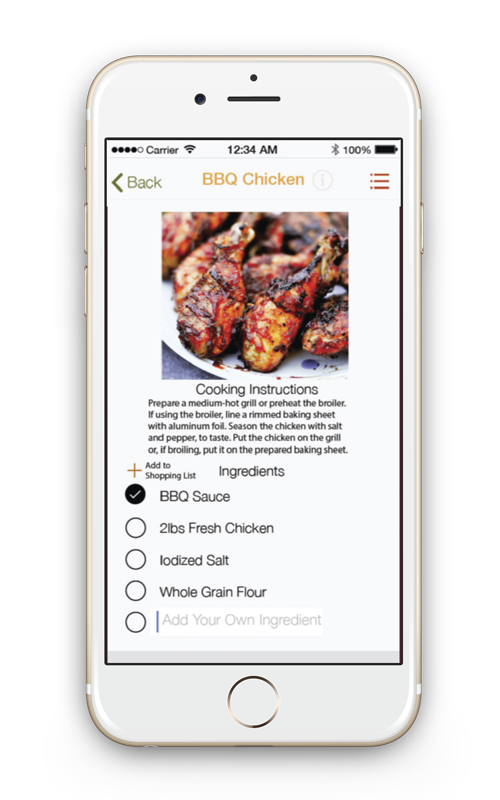 Carrier 12:34 AM 100%
Back BBQ Chicken i
Cooking Instructions
Prepare a medium-hot grill or preheat the broiler.
If using the broiler, line a rimmed baking sheet
with aluminum foil. Season the chicken with salt
and pepper, to taste. Put the chicken on the grill
or, if broiling, put it on the prepared baking sheet.
Add to
Shopping List
Ingredients
BBQ Sauce
2lbs Fresh Chicken
Iodized Salt
Whole Grain Flour
Add Your Own Ingredient